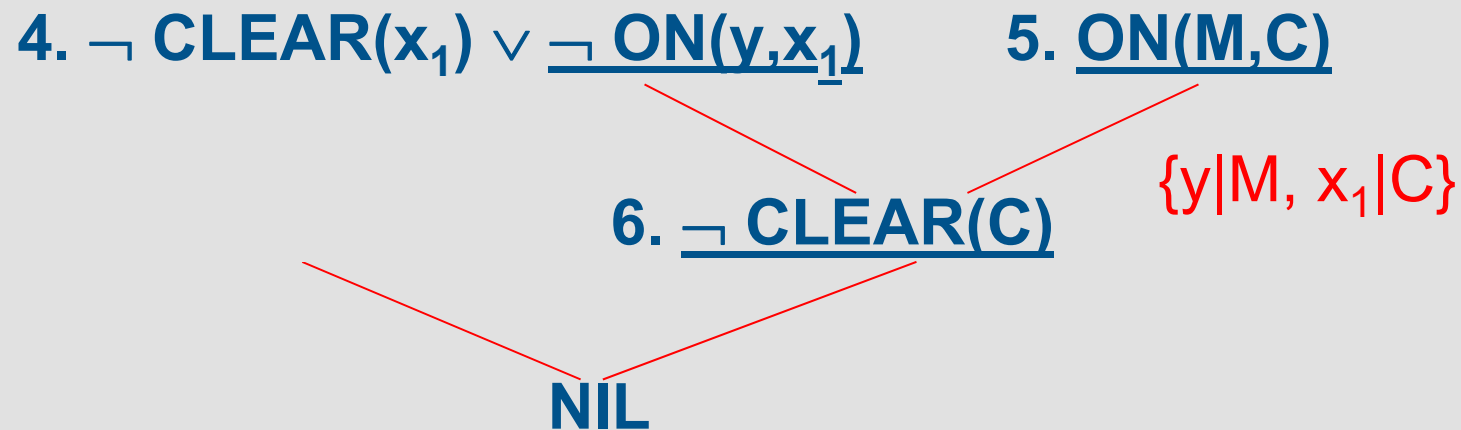 4. ¬ CLEAR(x₁) ∨ ¬ ON(y,x₁) 5. ON(M,C)
{y|M, x₁|C}
6. ¬ CLEAR(C)
NIL